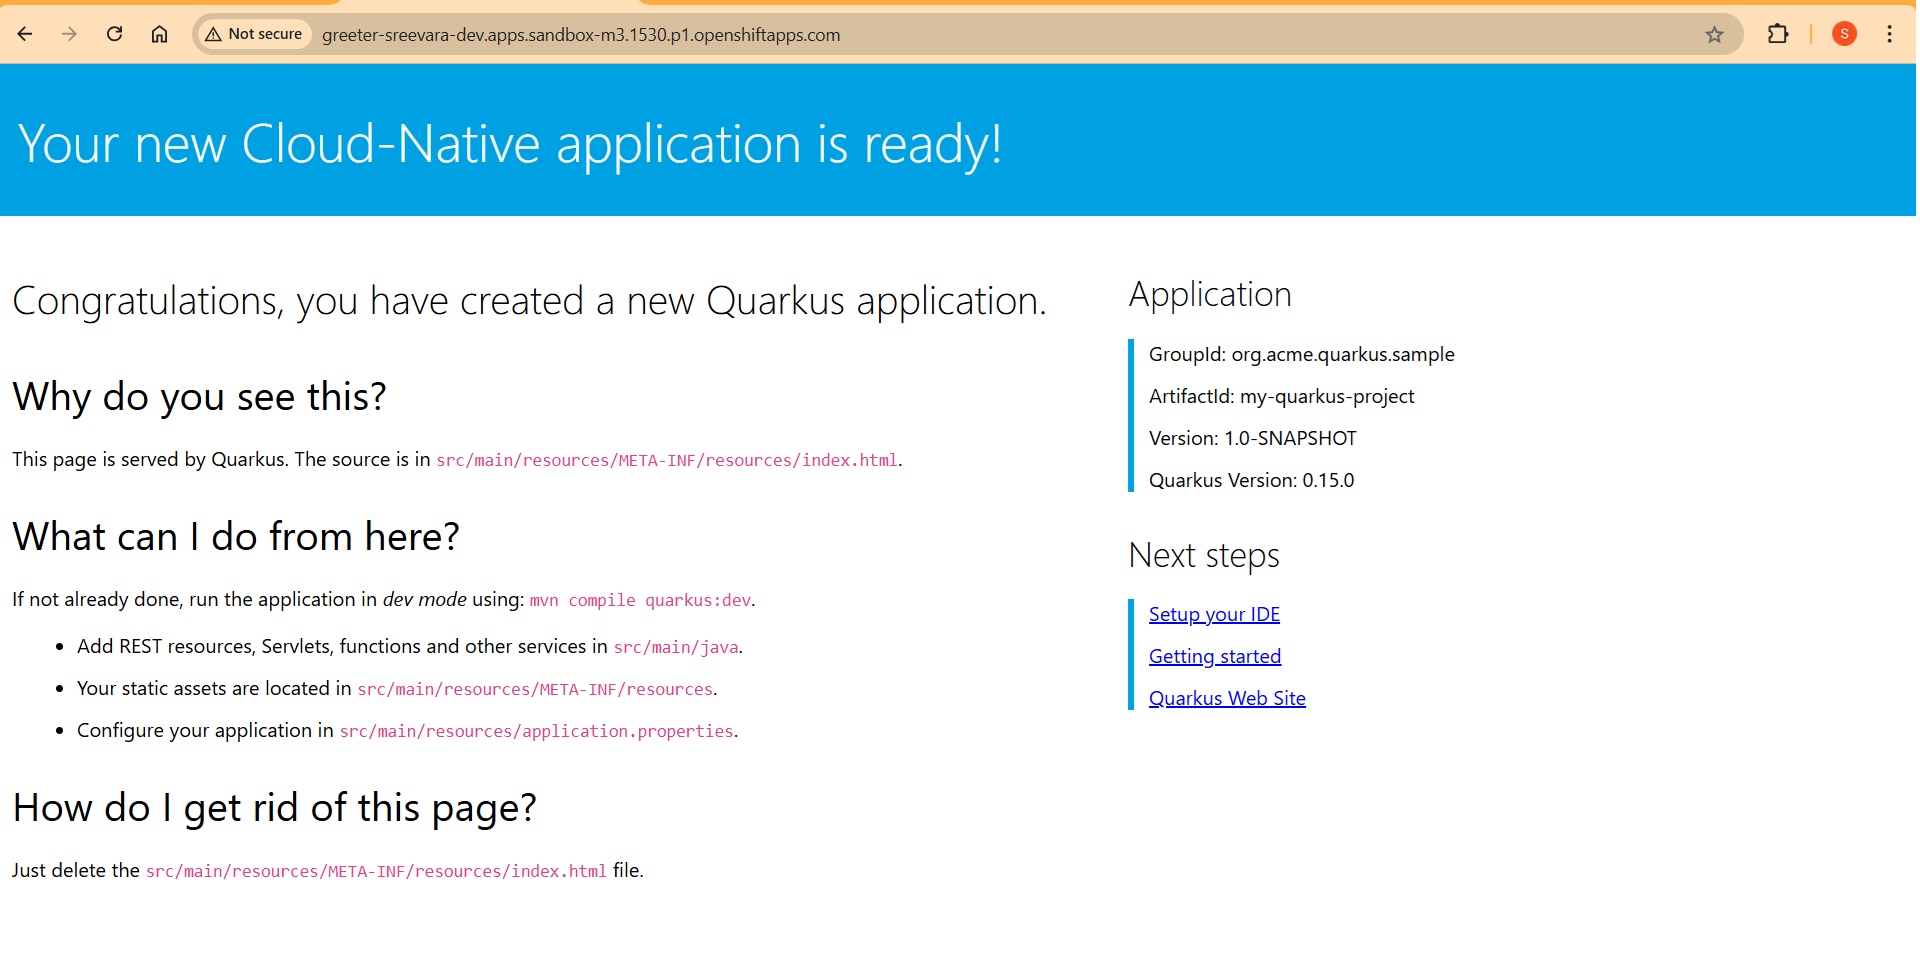 Not secure
greeter-sreevara-dev.apps.sandbox-m3.1530.p1.openshiftapps.com
S
Your new Cloud-Native application is ready!
Congratulations, you have created a new Quarkus application.
Why do you see this?
This page is served by Quarkus. The source is in src/main/resources/META-INF/resources/index.html.
What can I do from here?
If not already done, run the application in dev mode using: mvn compile quarkus:dev.
• Add REST resources, Servlets, functions and other services in src/main/java.
• Your static assets are located in src/main/resources/META-INF/resources.
• Configure your application in src/main/resources/application.properties.
How do I get rid of this page?
Just delete the src/main/resources/META-INF/resources/index.html file.
Application
GroupId: org.acme.quarkus.sample
ArtifactId: my-quarkus-project
Version: 1.0-SNAPSHOT
Quarkus Version: 0.15.0
Next steps
Setup your IDE
Getting started
Quarkus Web Site